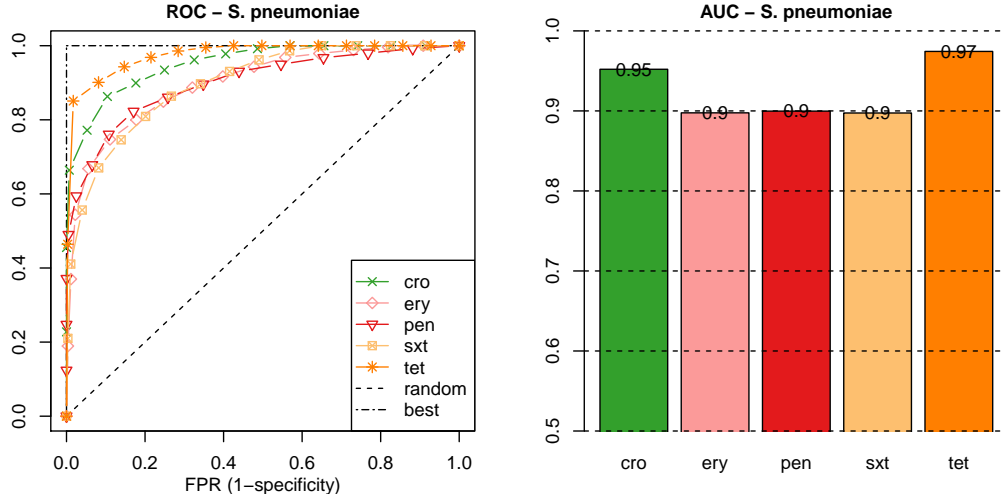 ROC − S. pneumoniae
1.0
0.8
0.6
0.4
0.2
0.0
cro
ery
pen
sxt
tet
random
best
0.0 0.2 0.4 0.6 0.8 1.0
FPR (1−specificity)
AUC − S. pneumoniae
1.0
0.9
0.8
0.7
0.6
0.5
0.95 0.9 0.9 0.9 0.97
cro ery pen sxt tet